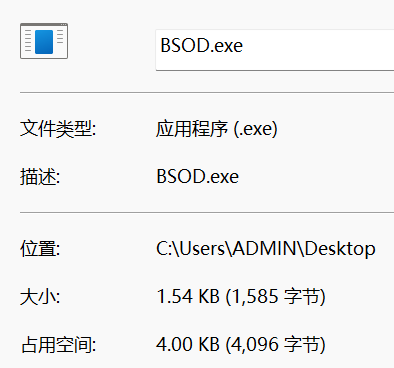 BSOD.exe
文件类型: 应用程序 (.exe)
描述: BSOD.exe
位置: C:\Users\ADMIN\Desktop
大小: 1.54 KB (1,585 字节)
占用空间: 4.00 KB (4,096 字节)